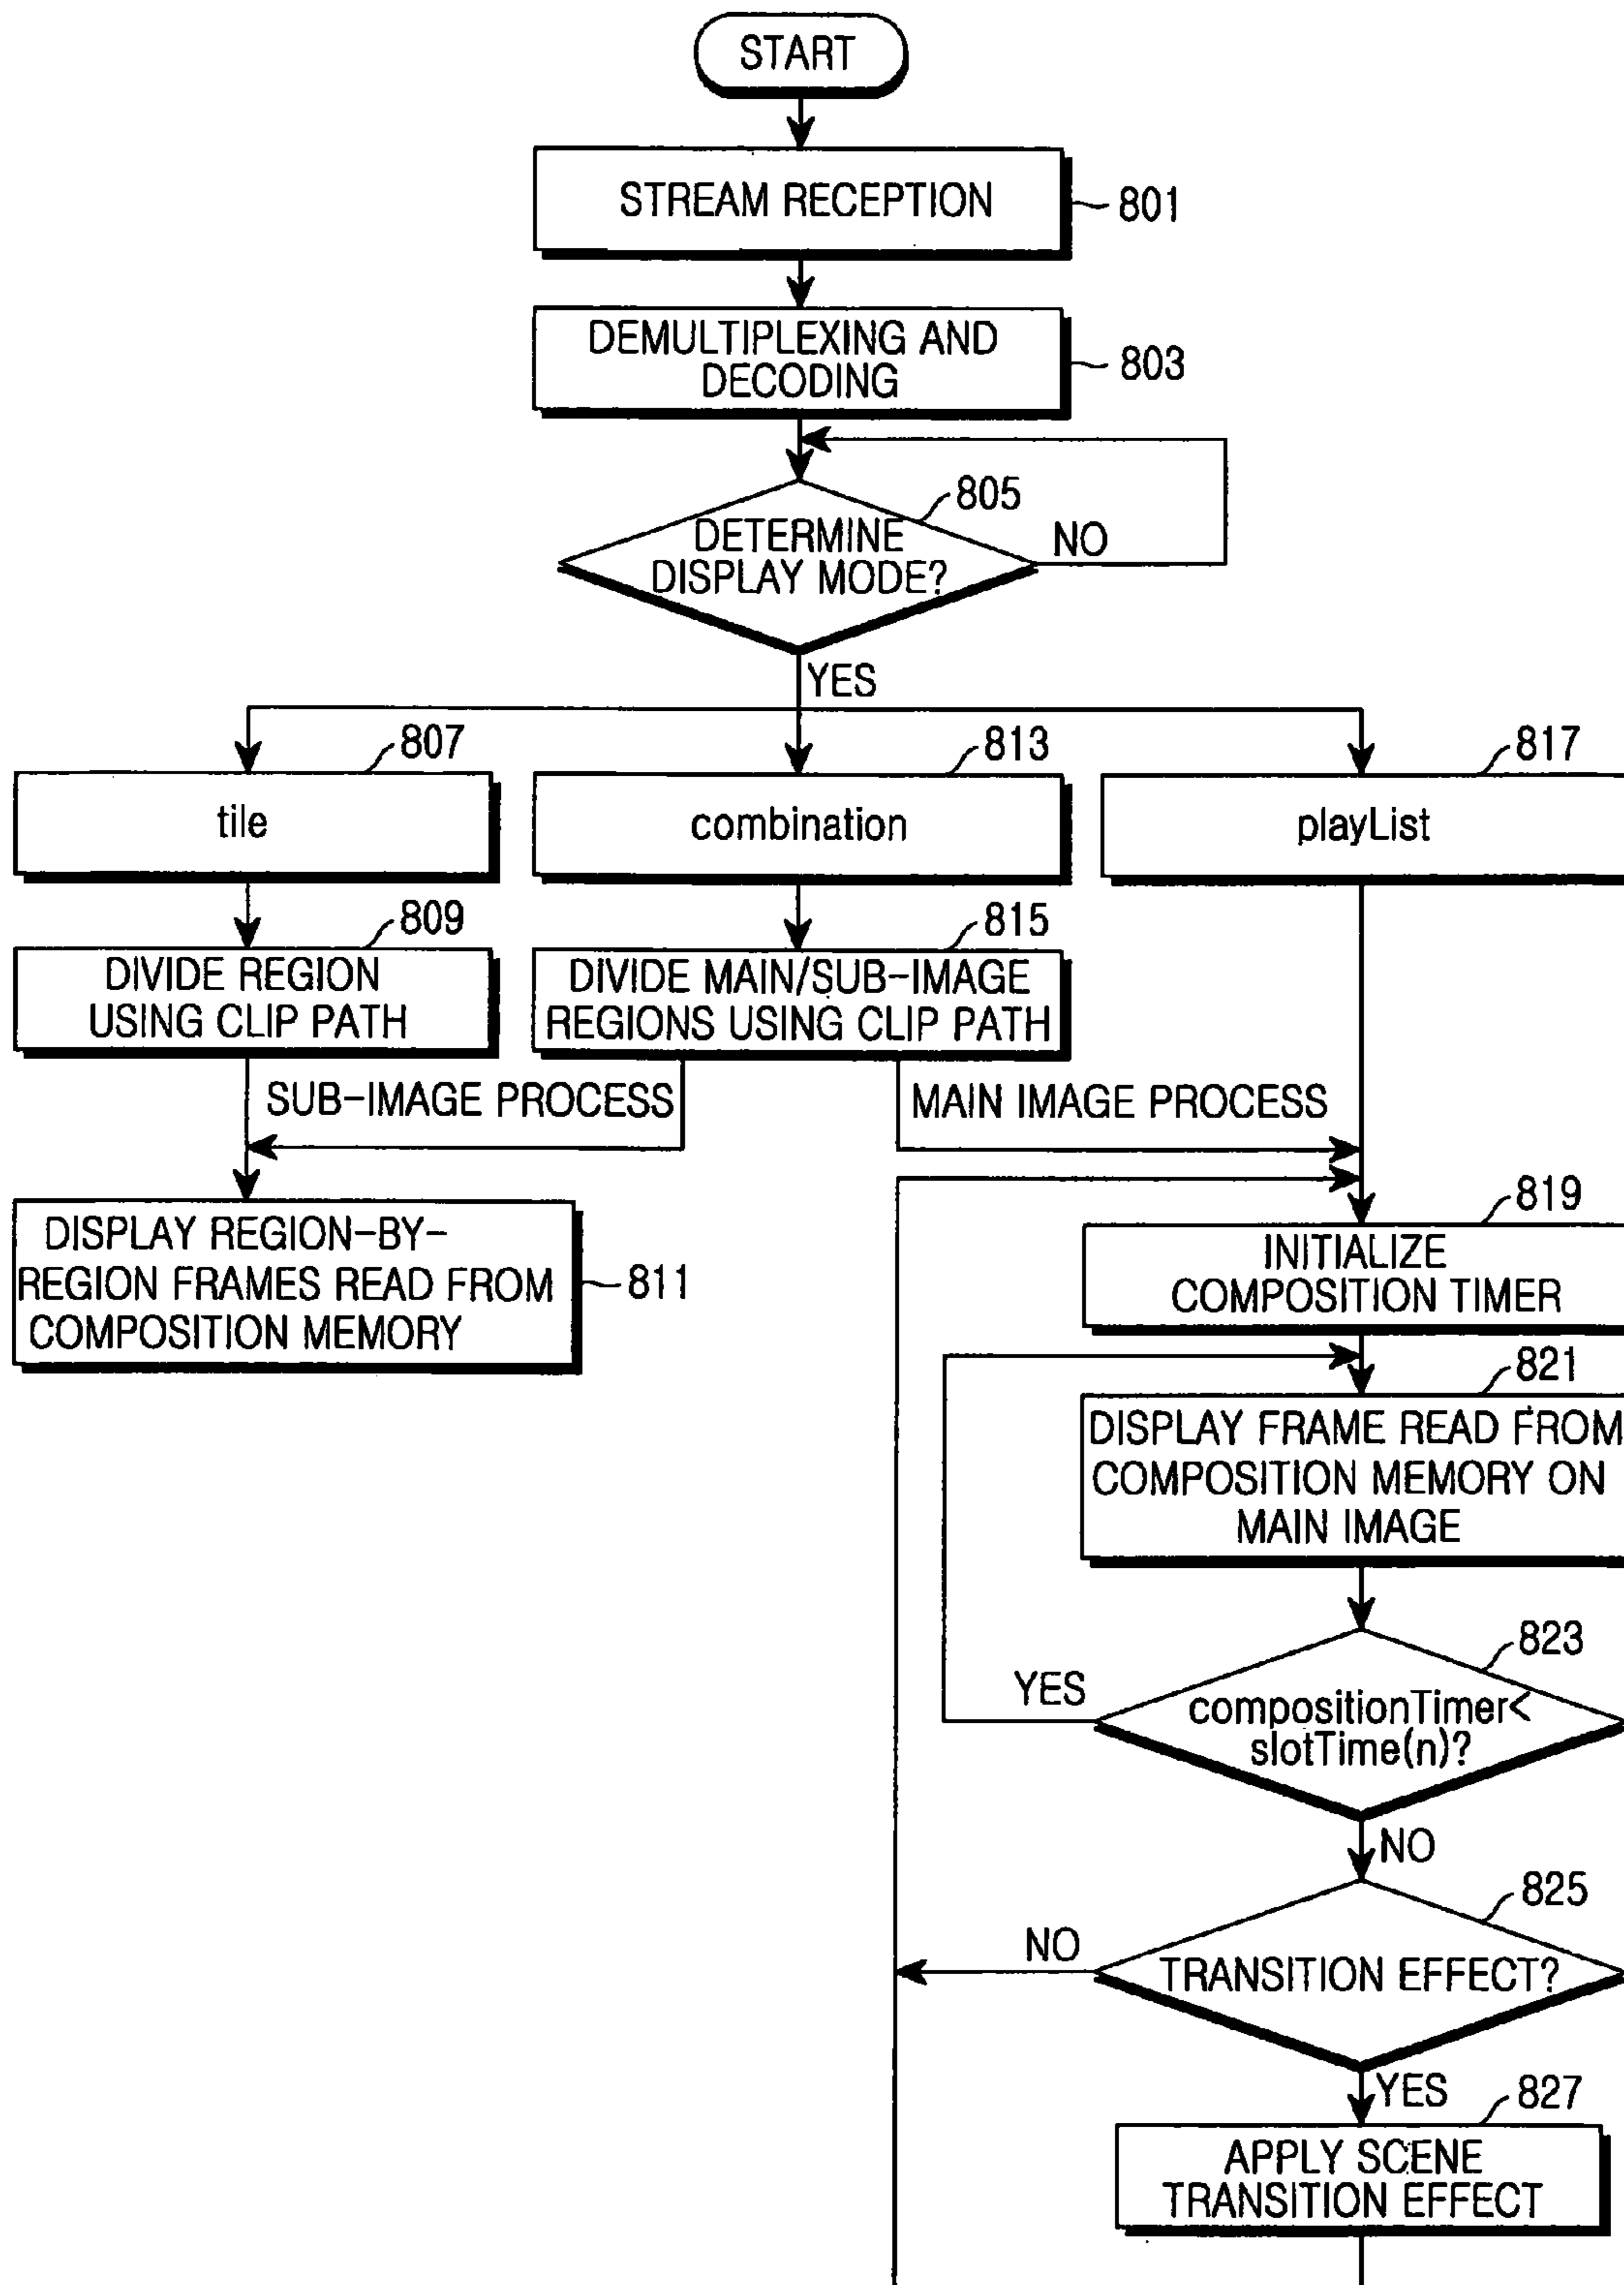 START
STREAM RECEPTION
801
DEMULTIPLEXING AND
DECODING
803
805
DETERMINE
DISPLAY MODE?
NO
YES
807
tile
813
combination
817
playList
809
DIVIDE REGION
USING CLIP PATH
815
DIVIDE MAIN/SUB-IMAGE
REGIONS USING CLIP PATH
SUB-IMAGE PROCESS
MAIN IMAGE PROCESS
DISPLAY REGION-BY-
REGION FRAMES READ FROM
COMPOSITION MEMORY
811
819
INITIALIZE
COMPOSITION TIMER
821
DISPLAY FRAME READ FROM
COMPOSITION MEMORY ON
MAIN IMAGE
823
YES
compositionTimer<
slotTime(n)?
NO
825
NO
TRANSITION EFFECT?
YES
827
APPLY SCENE
TRANSITION EFFECT